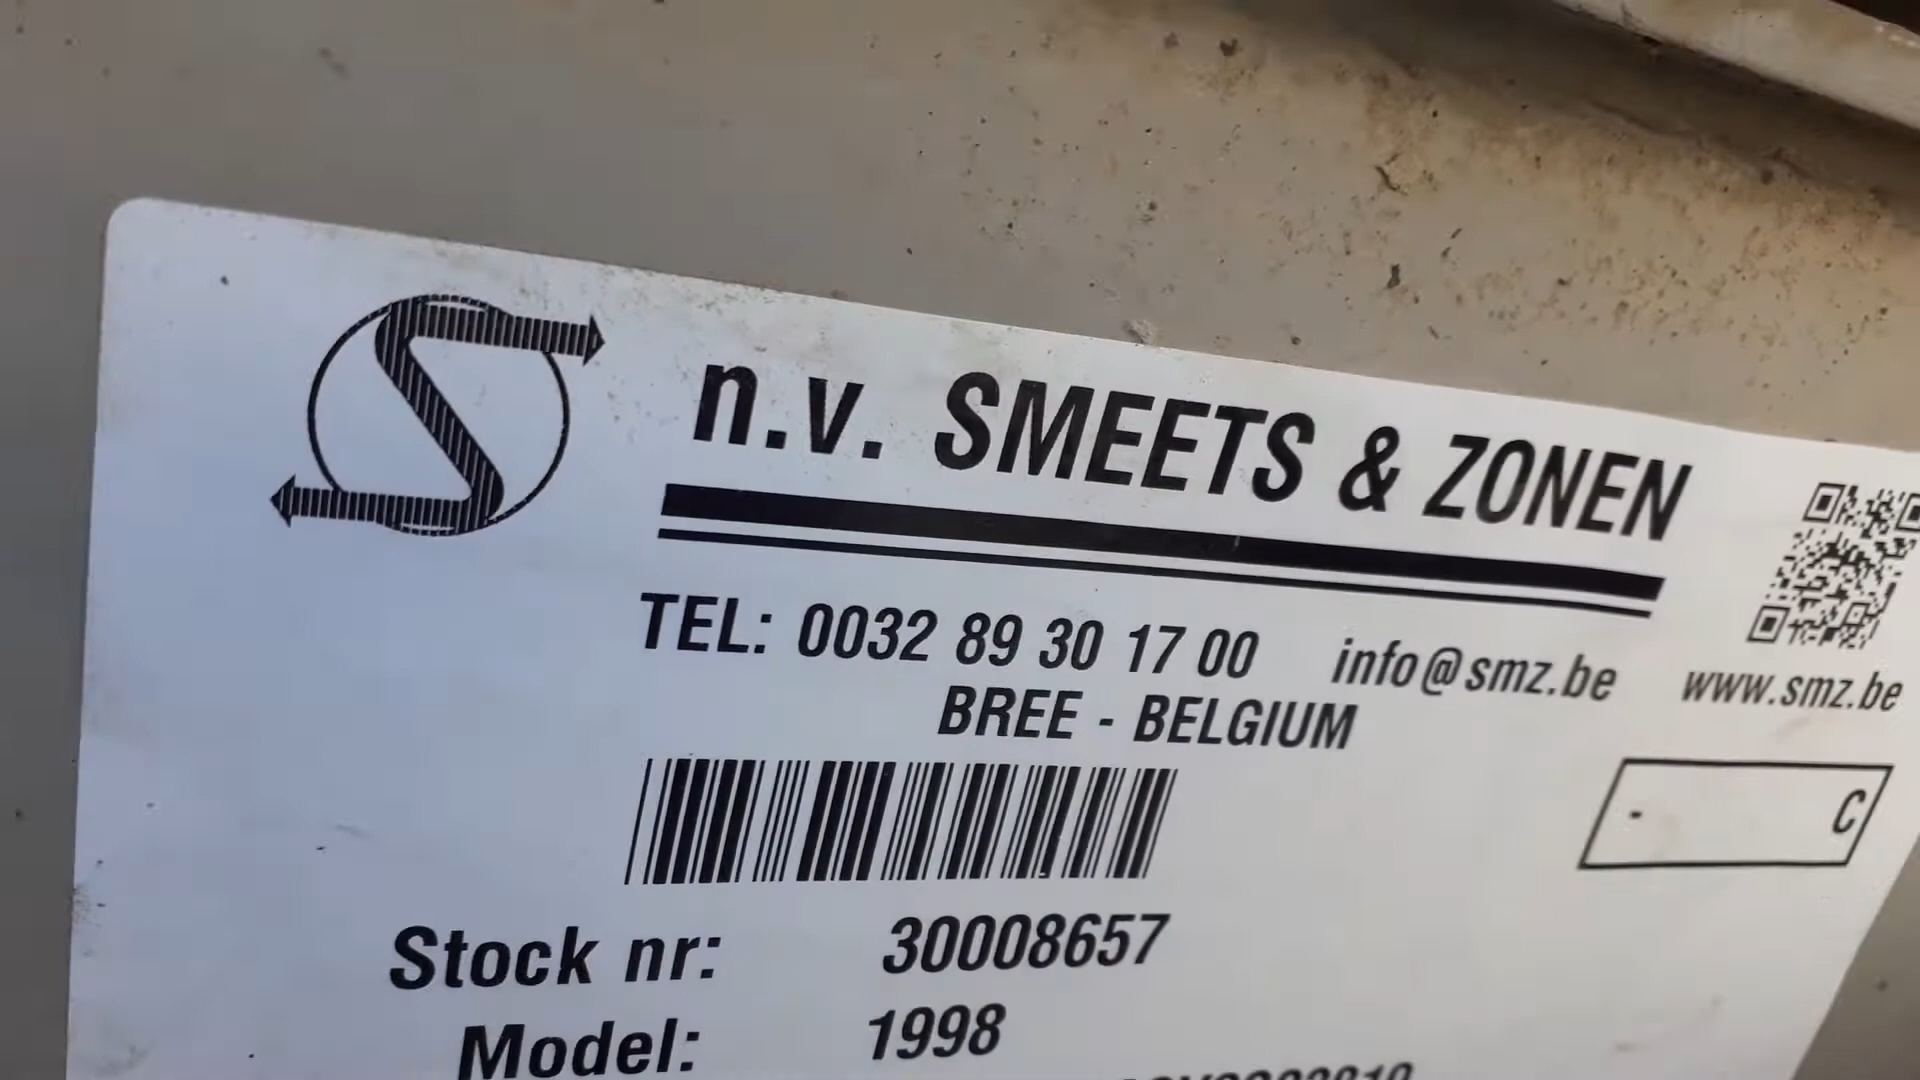 n.v. SMEETS & ZONEN
TEL: 0032 89 30 17 00 info@smz.be www.smz.be
BREE - BELGIUM
- C
Stock nr: 30008657
Model: 1998